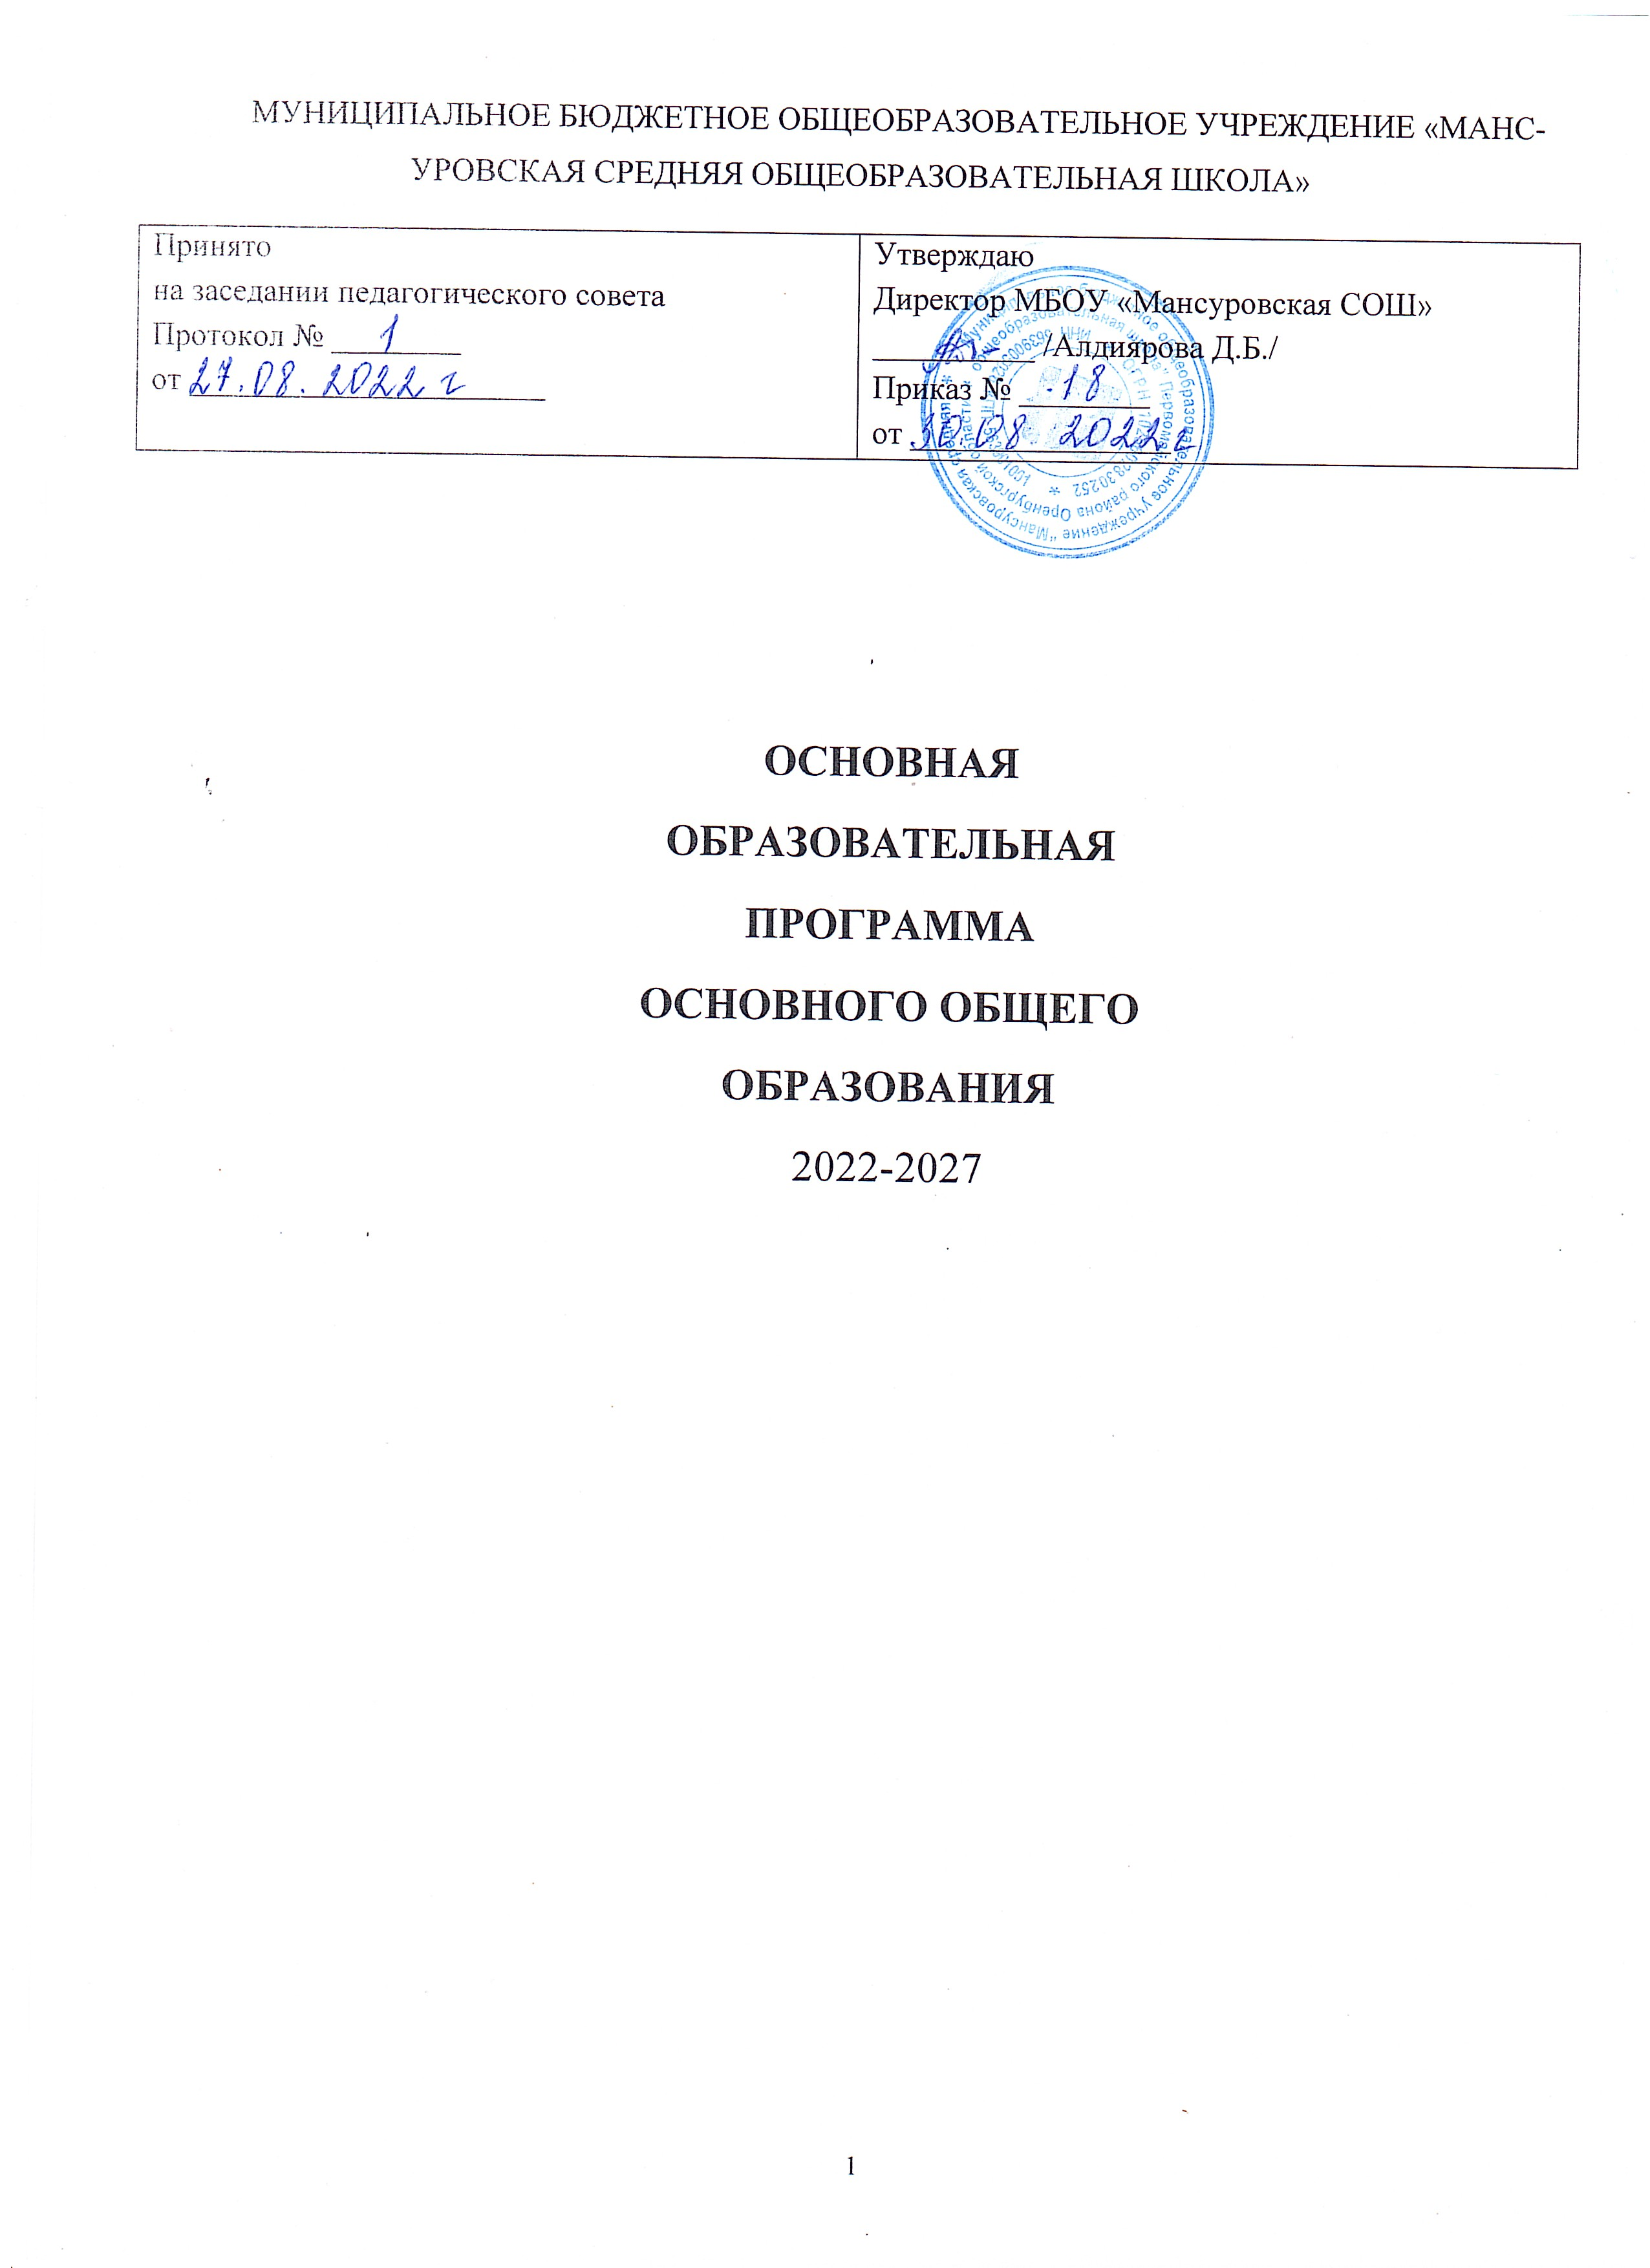 МУНИЦИПАЛЬНОЕ БЮДЖЕТНОЕ ОБЩЕОБРАЗОВАТЕЛЬНОЕ УЧРЕЖДЕНИЕ «МАНС-
УРОВСКАЯ СРЕДНЯЯ ОБЩЕОБРАЗОВАТЕЛЬНАЯ ШКОЛА»
Принято
на заседании педагогического совета
Протокол № 1
от 27.08.2022 г
Утверждаю
Директор МБОУ «Мансуровская СОШ»
/Алдиярова Д.Б./
Приказ № 18
от 30.08 2022 г
ОСНОВНАЯ
ОБРАЗОВАТЕЛЬНАЯ
ПРОГРАММА
ОСНОВНОГО ОБЩЕГО
ОБРАЗОВАНИЯ
2022-2027
1